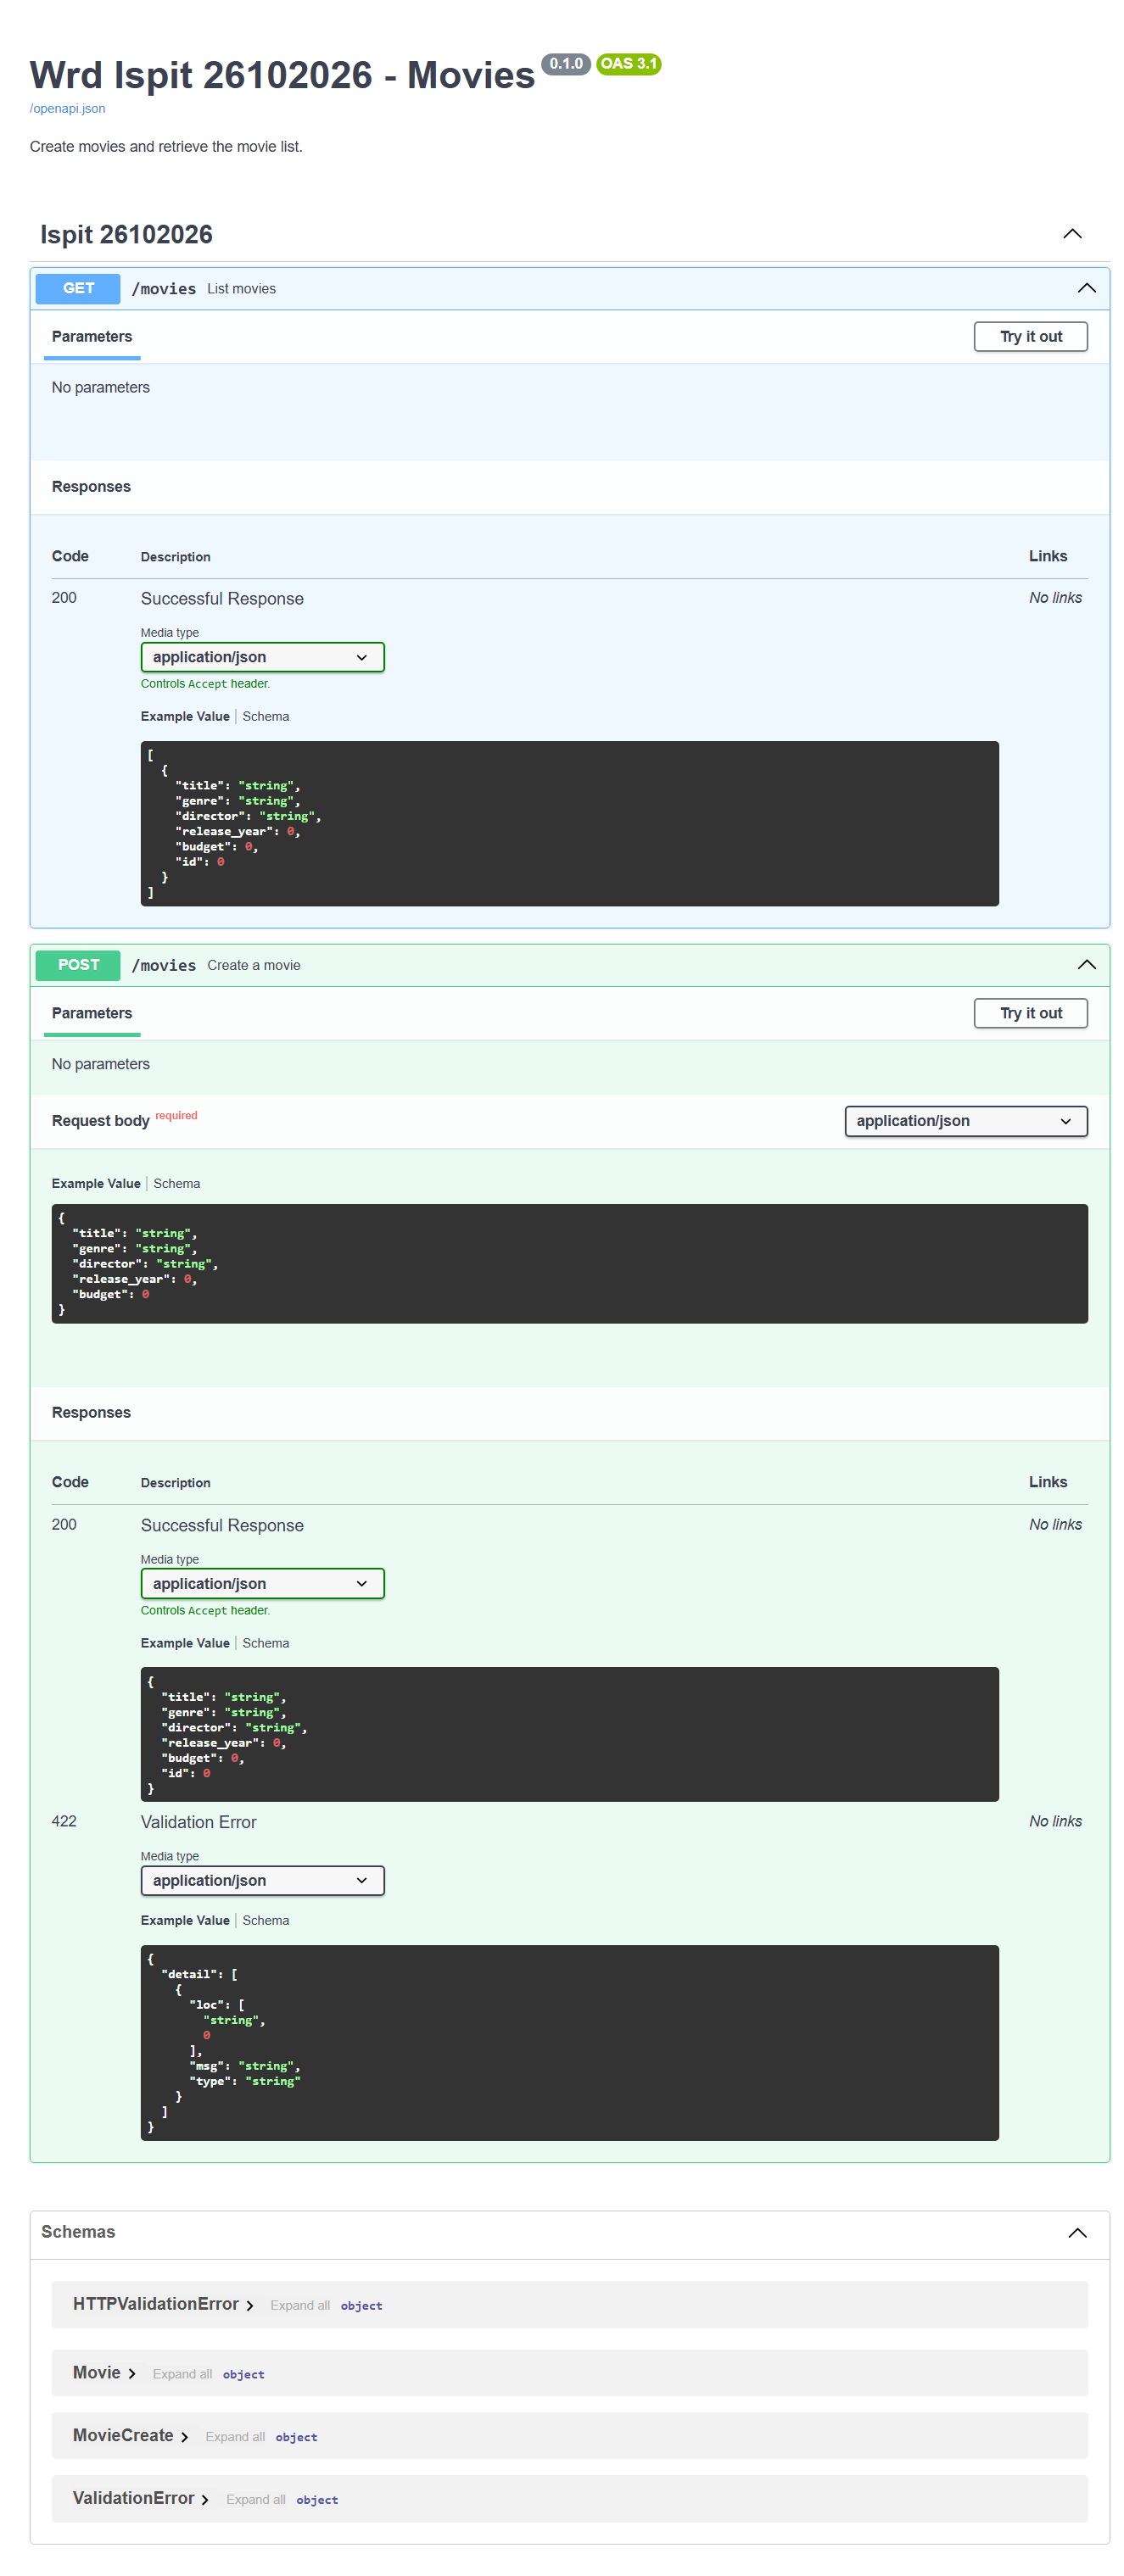 Wrd Ispit 26102026 - Movies 0.1.0 OAS 3.1
/openapi.json
Create movies and retrieve the movie list.
Ispit 26102026
GET /movies List movies
Parameters Try it out
No parameters
Responses
Code Description Links
200 Successful Response No links
Media type
application/json
Controls Accept header.
Example Value | Schema
[
  {
    "title": "string",
    "genre": "string",
    "director": "string",
    "release_year": 0,
    "budget": 0,
    "id": 0
  }
]
POST /movies Create a movie
Parameters Try it out
No parameters
Request body required application/json
Example Value | Schema
{
  "title": "string",
  "genre": "string",
  "director": "string",
  "release_year": 0,
  "budget": 0
}
Responses
Code Description Links
200 Successful Response No links
Media type
application/json
Controls Accept header.
Example Value | Schema
{
  "title": "string",
  "genre": "string",
  "director": "string",
  "release_year": 0,
  "budget": 0,
  "id": 0
}
422 Validation Error No links
Media type
application/json
Example Value | Schema
{
  "detail": [
    {
      "loc": [
        "string",
        0
      ],
      "msg": "string",
      "type": "string"
    }
  ]
}
Schemas
HTTPValidationError Expand all object
Movie Expand all object
MovieCreate Expand all object
ValidationError Expand all object